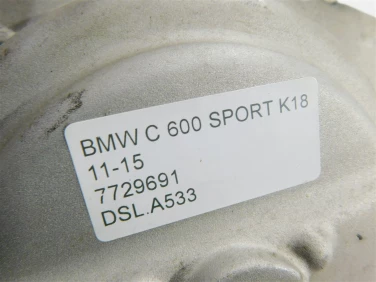 BMW C 600 SPORT K18
11-15
7729691
DSL.A533